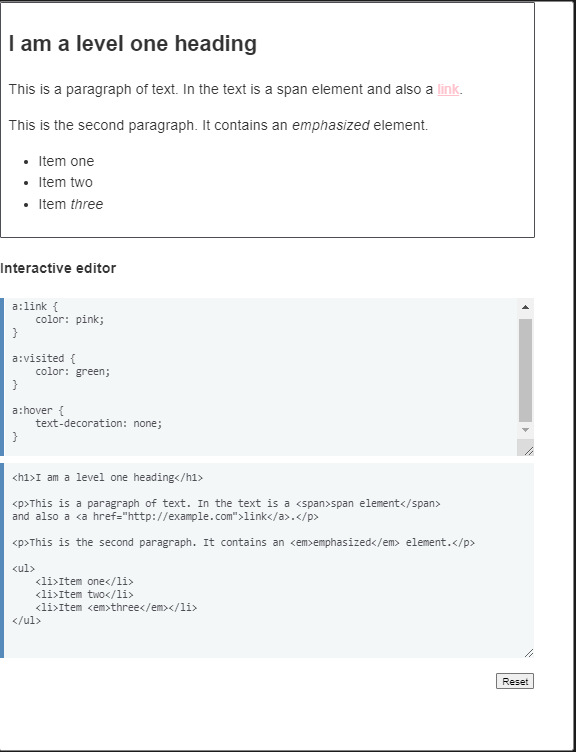 I am a level one heading
This is a paragraph of text. In the text is a span element and also a link.
This is the second paragraph. It contains an emphasized element.
• Item one
• Item two
• Item three
Interactive editor
a:link {
    color: pink;
}
a:visited {
    color: green;
}
a:hover {
    text-decoration: none;
}
<h1>I am a level one heading</h1>
<p>This is a paragraph of text. In the text is a <span>span element</span>
and also a <a href="http://example.com">link</a>.</p>
<p>This is the second paragraph. It contains an <em>emphasized</em> element.</p>
<ul>
    <li>Item one</li>
    <li>Item two</li>
    <li>Item <em>three</em></li>
</ul>
Reset